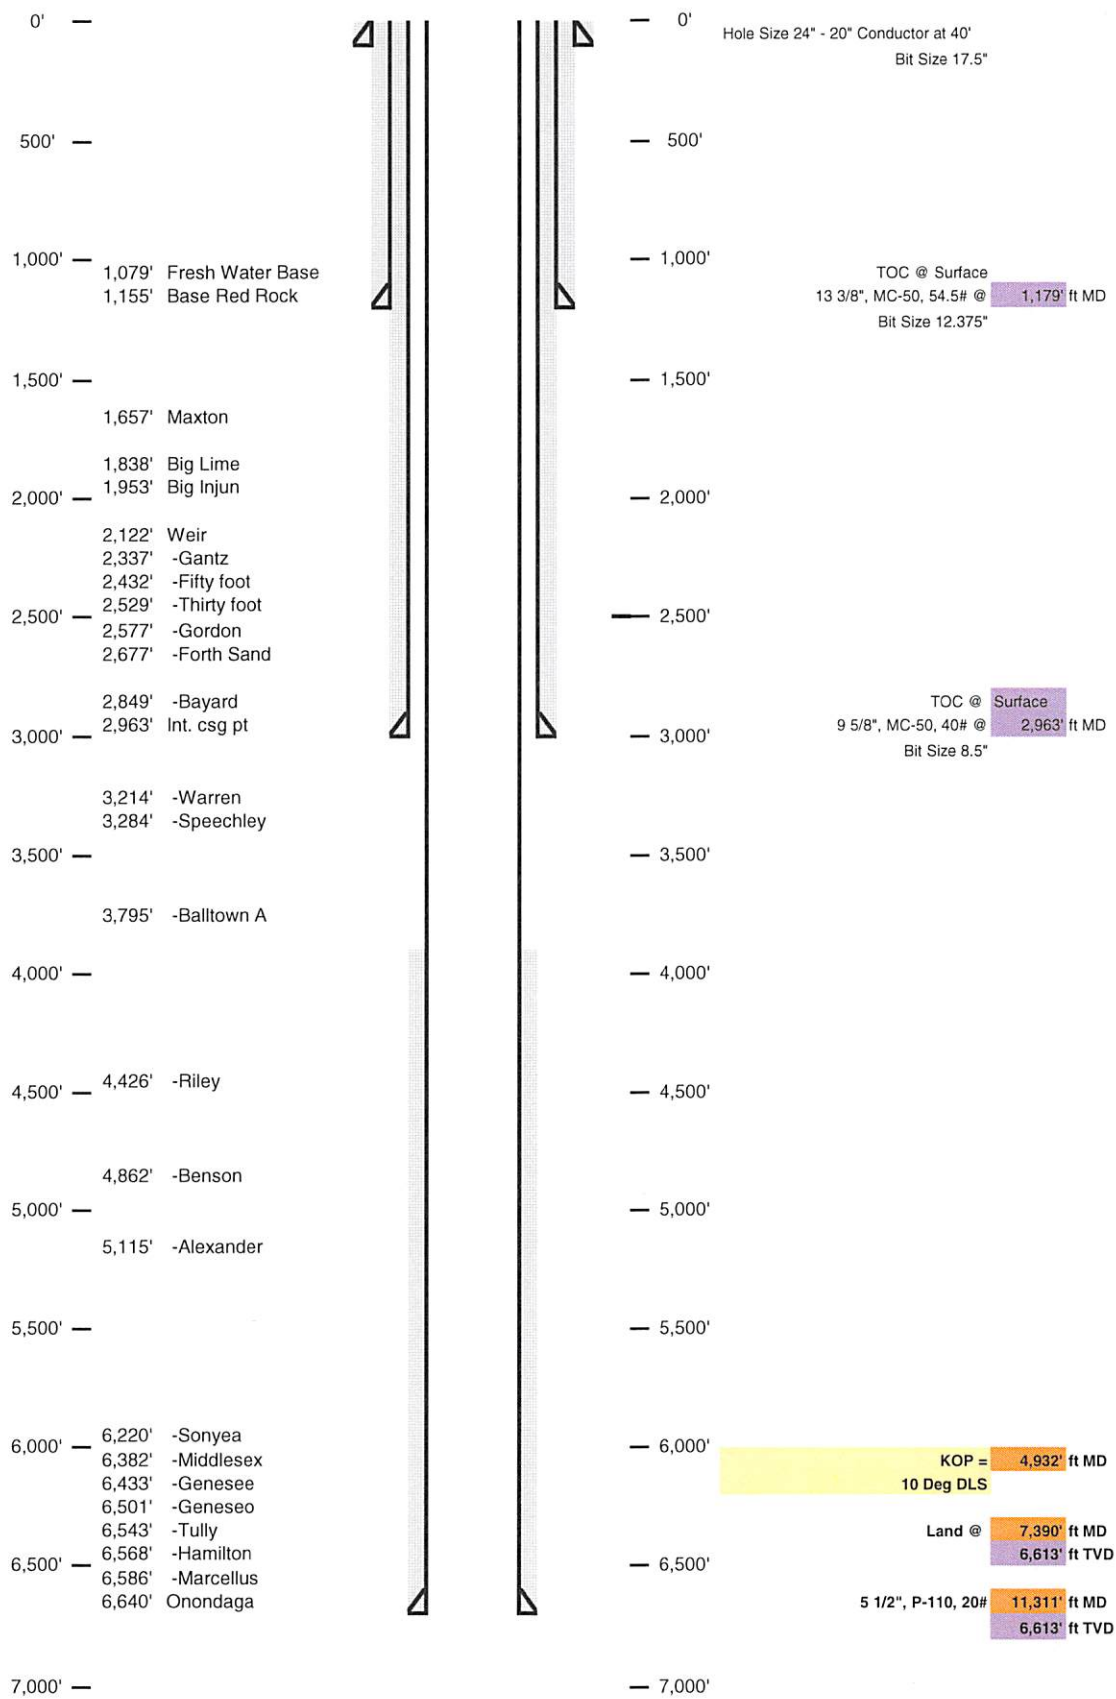 0' 0' Hole Size 24" - 20" Conductor at 40'
Bit Size 17.5"
500' 500'
1,000' 1,000'
1,079' Fresh Water Base TOC @ Surface
1,155' Base Red Rock 13 3/8", MC-50, 54.5# @ 1,179' ft MD
Bit Size 12.375"
1,500' 1,500'
1,657' Maxton
1,838' Big Lime
1,953' Big Injun
2,000' 2,000'
2,122' Weir
2,337' -Gantz
2,432' -Fifty foot
2,529' -Thirty foot
2,500' 2,500'
2,577' -Gordon
2,677' -Forth Sand
2,849' -Bayard TOC @ Surface
2,963' Int. csg pt 9 5/8", MC-50, 40# @ 2,963' ft MD
3,000' 3,000'
Bit Size 8.5"
3,214' -Warren
3,284' -Speechley
3,500' 3,500'
3,795' -Balltown A
4,000' 4,000'
4,426' -Riley
4,500' 4,500'
4,862' -Benson
5,000' 5,000'
5,115' -Alexander
5,500' 5,500'
6,220' -Sonyea
6,000' 6,000'
6,382' -Middlesex KOP = 4,932' ft MD
6,433' -Genesee 10 Deg DLS
6,501' -Geneseo
6,543' -Tully Land @ 7,390' ft MD
6,568' -Hamilton 6,613' ft TVD
6,500' 6,500'
6,586' -Marcellus
6,640' Onondaga 5 1/2", P-110, 20# 11,311' ft MD
6,613' ft TVD
7,000' 7,000'